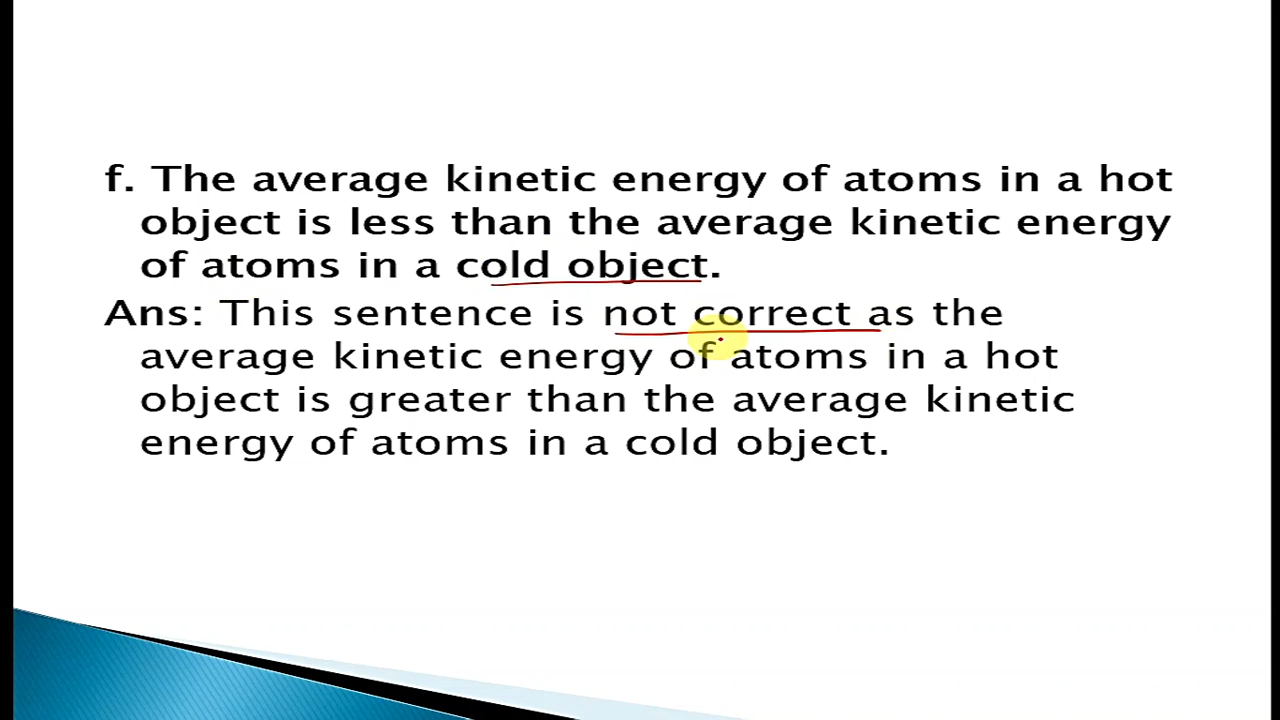 f. The average kinetic energy of atoms in a hot
object is less than the average kinetic energy
of atoms in a cold object.
Ans: This sentence is not correct as the
average kinetic energy of atoms in a hot
object is greater than the average kinetic
energy of atoms in a cold object.